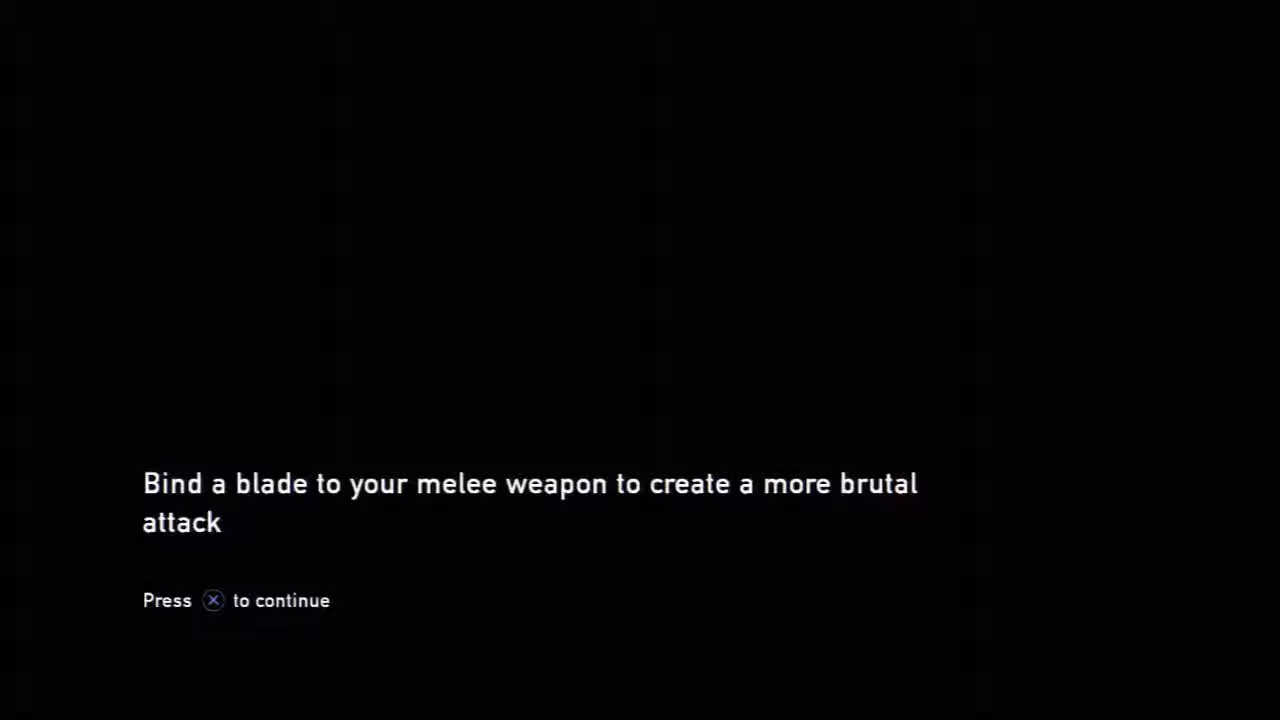 Bind a blade to your melee weapon to create a more brutal
attack
Press ⓧ to continue